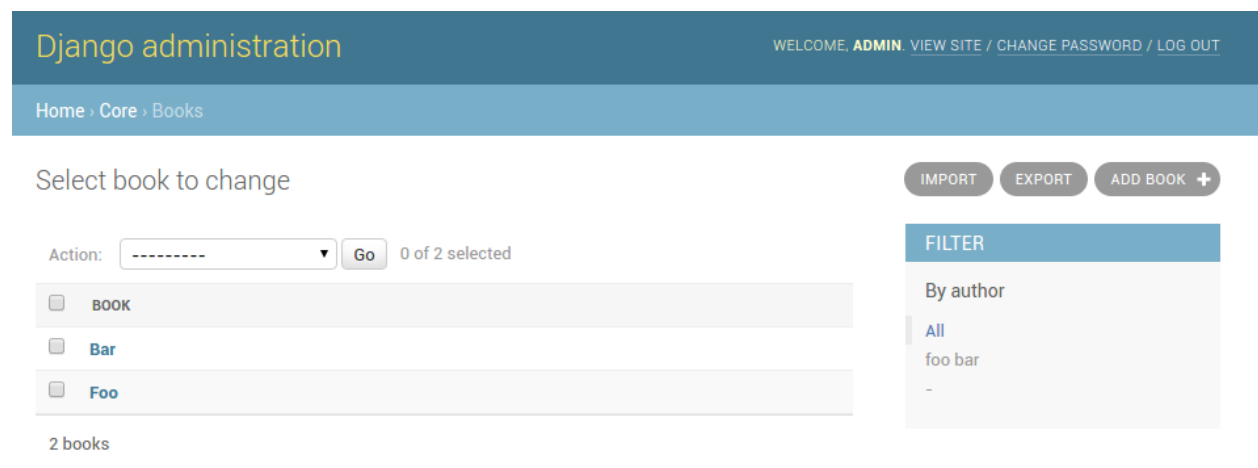 Django administration
WELCOME, ADMIN. VIEW SITE / CHANGE PASSWORD / LOG OUT
Home › Core › Books
Select book to change
IMPORT
EXPORT
ADD BOOK +
Action: --------- Go 0 of 2 selected
BOOK
Bar
Foo
2 books
FILTER
By author
All
foo bar
-